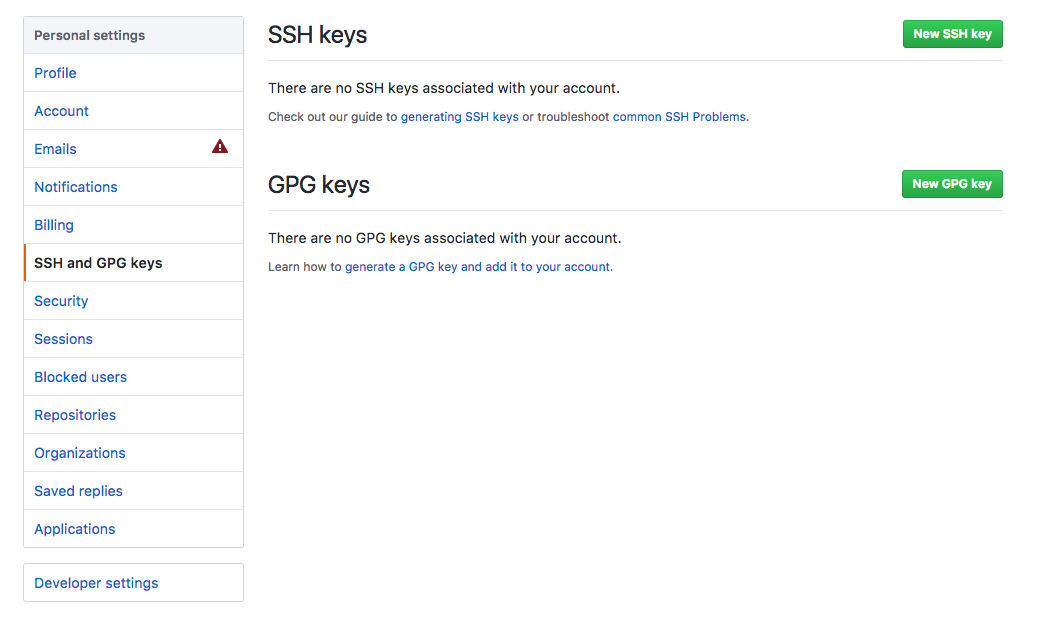 Personal settings
Profile
Account
Emails
Notifications
Billing
SSH and GPG keys
Security
Sessions
Blocked users
Repositories
Organizations
Saved replies
Applications
Developer settings
SSH keys
New SSH key
There are no SSH keys associated with your account.
Check out our guide to generating SSH keys or troubleshoot common SSH Problems.
GPG keys
New GPG key
There are no GPG keys associated with your account.
Learn how to generate a GPG key and add it to your account.